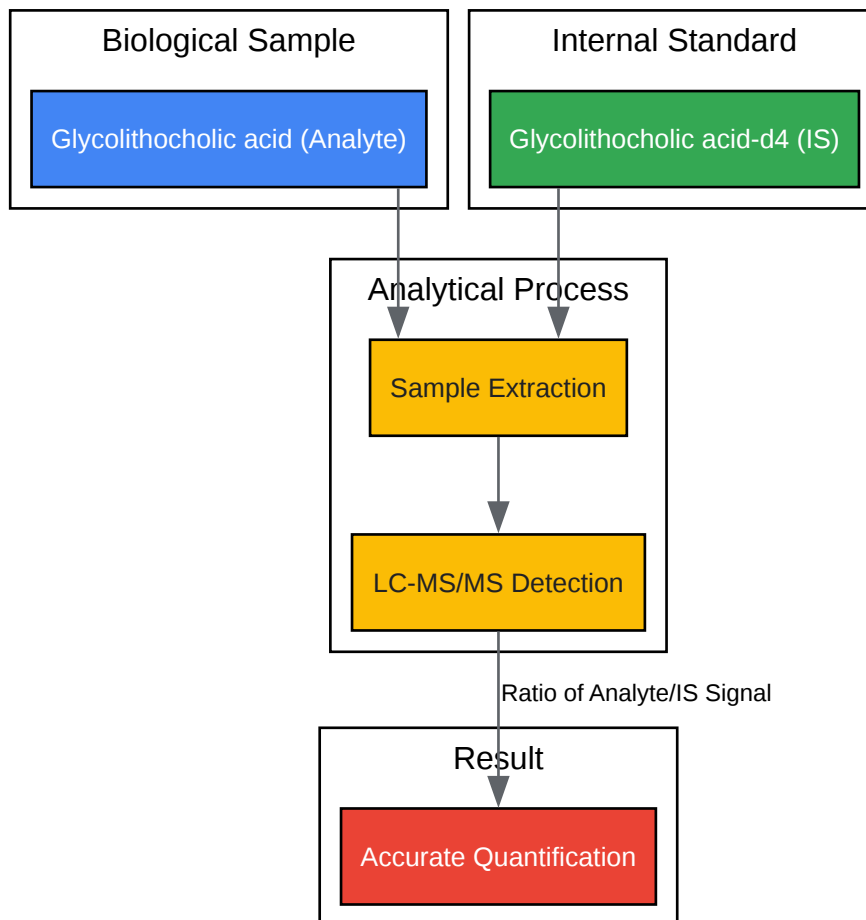 Biological Sample
Internal Standard
Glycolithocholic acid (Analyte)
Glycolithocholic acid-d4 (IS)
Analytical Process
Sample Extraction
LC-MS/MS Detection
Ratio of Analyte/IS Signal
Result
Accurate Quantification